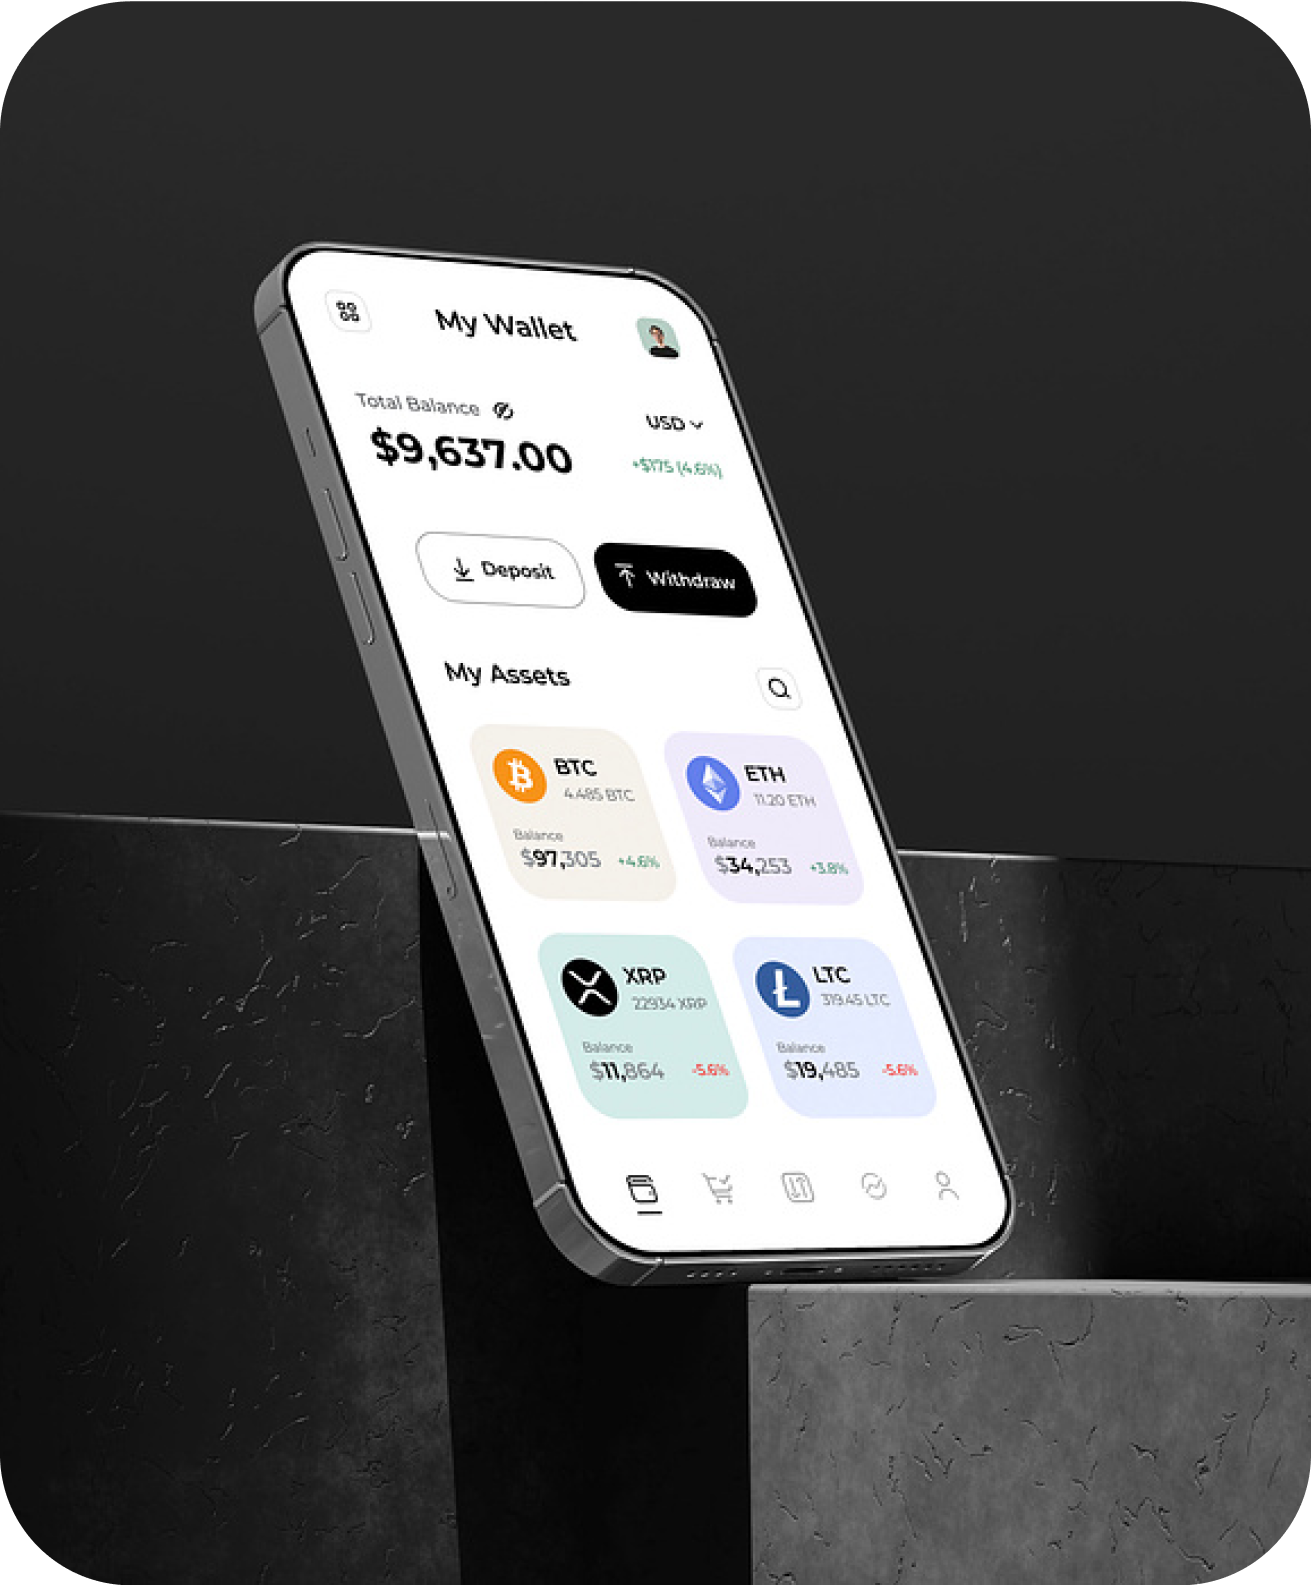 My Wallet
Total Balance
USD
$9,637.00
+$175 (4.6%)
Deposit
Withdraw
My Assets
BTC
4.485 BTC
Balance
$97,305 +4.6%
ETH
11.20 ETH
Balance
$34,253 +3.8%
XRP
22934 XRP
Balance
$11,864 -5.6%
LTC
319.45 LTC
Balance
$19,485 -5.6%